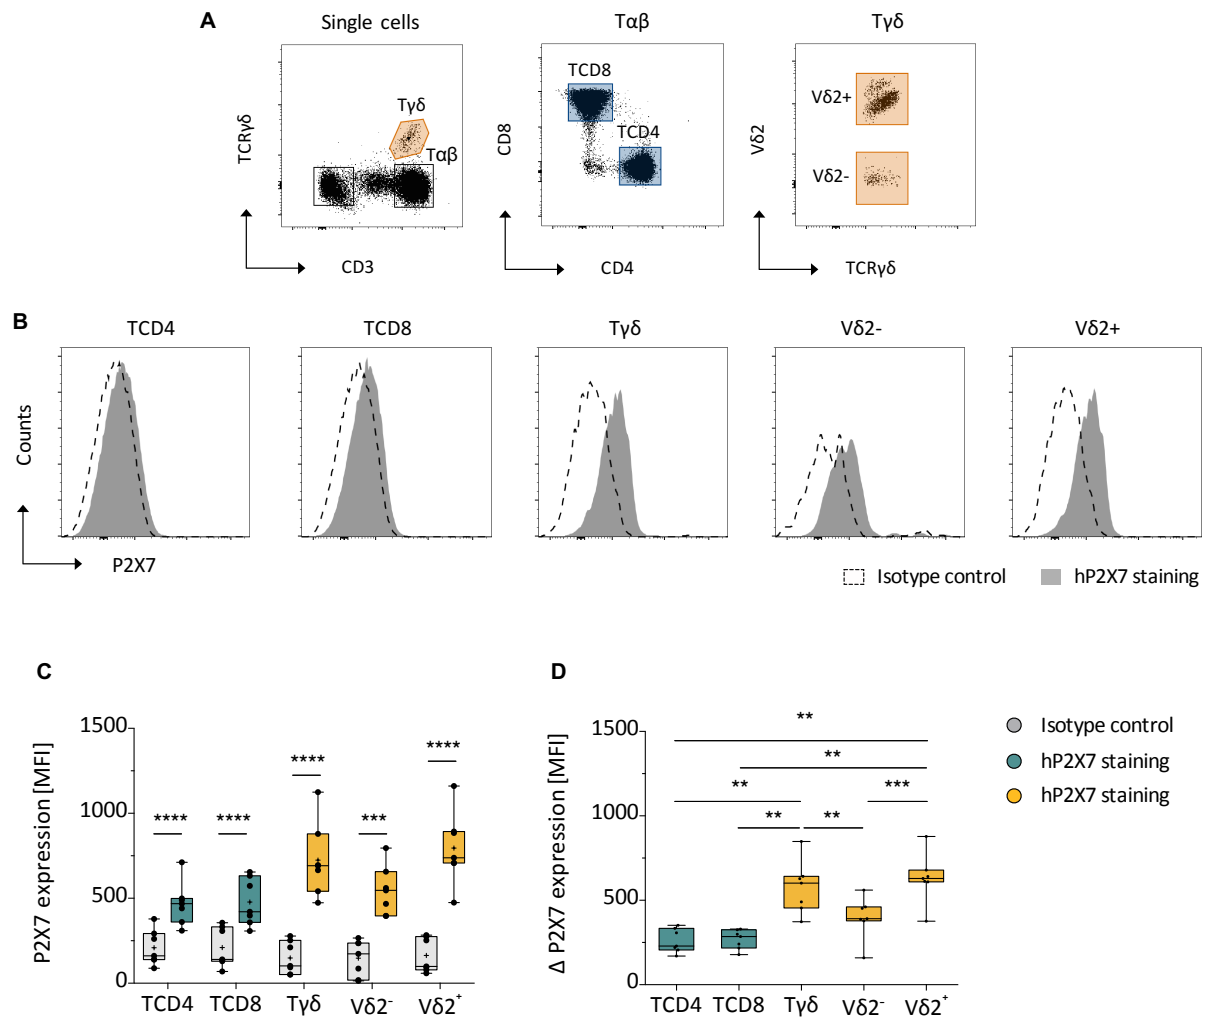 A
Single cells
Tαβ
Tγδ
TCRγδ
Tγδ
Tαβ
CD3
CD8
TCD8
TCD4
CD4
Vδ2
Vδ2+
Vδ2-
TCRγδ
B
TCD4
TCD8
Tγδ
Vδ2-
Vδ2+
Counts
P2X7
Isotype control
hP2X7 staining
C
P2X7 expression [MFI]
1500
1000
500
0
****
****
****
***
****
TCD4
TCD8
Tγδ
Vδ2⁻
Vδ2⁺
D
Δ P2X7 expression [MFI]
1500
1000
500
0
**
**
**
***
**
**
TCD4
TCD8
Tγδ
Vδ2⁻
Vδ2⁺
Isotype control
hP2X7 staining
hP2X7 staining